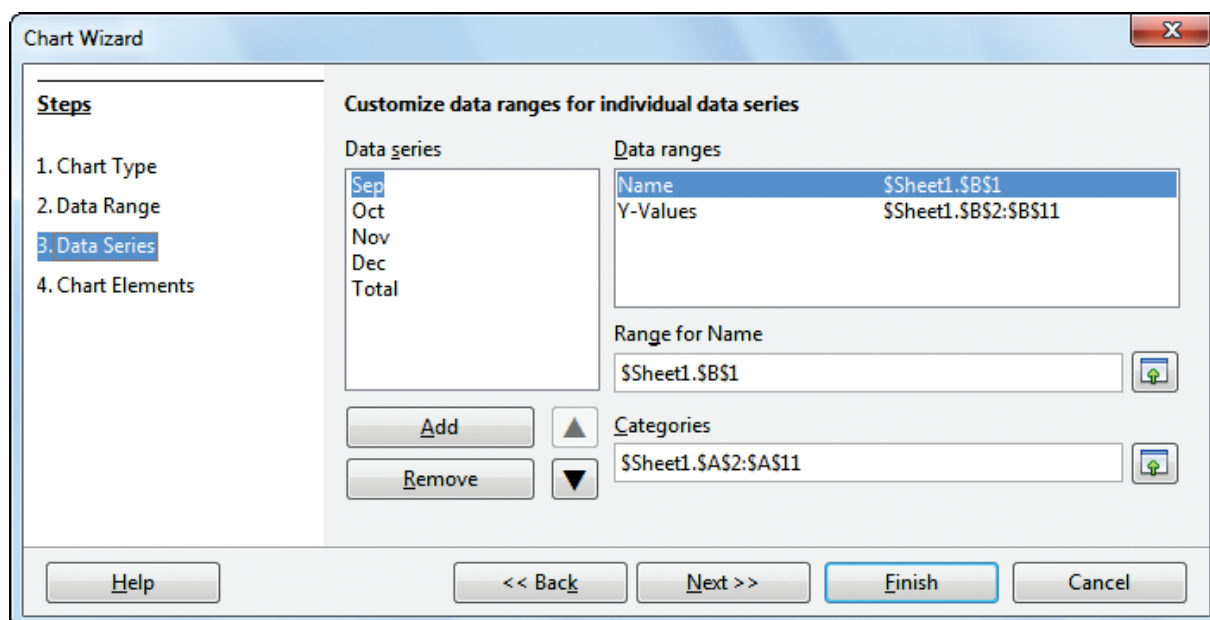 Chart Wizard
Steps
1. Chart Type
2. Data Range
3. Data Series
4. Chart Elements
Customize data ranges for individual data series
Data series
Sep
Oct
Nov
Dec
Total
Add
Remove
Data ranges
Name $Sheet1.$B$1
Y-Values $Sheet1.$B$2:$B$11
Range for Name
$Sheet1.$B$1
Categories
$Sheet1.$A$2:$A$11
Help
<< Back
Next >>
Finish
Cancel